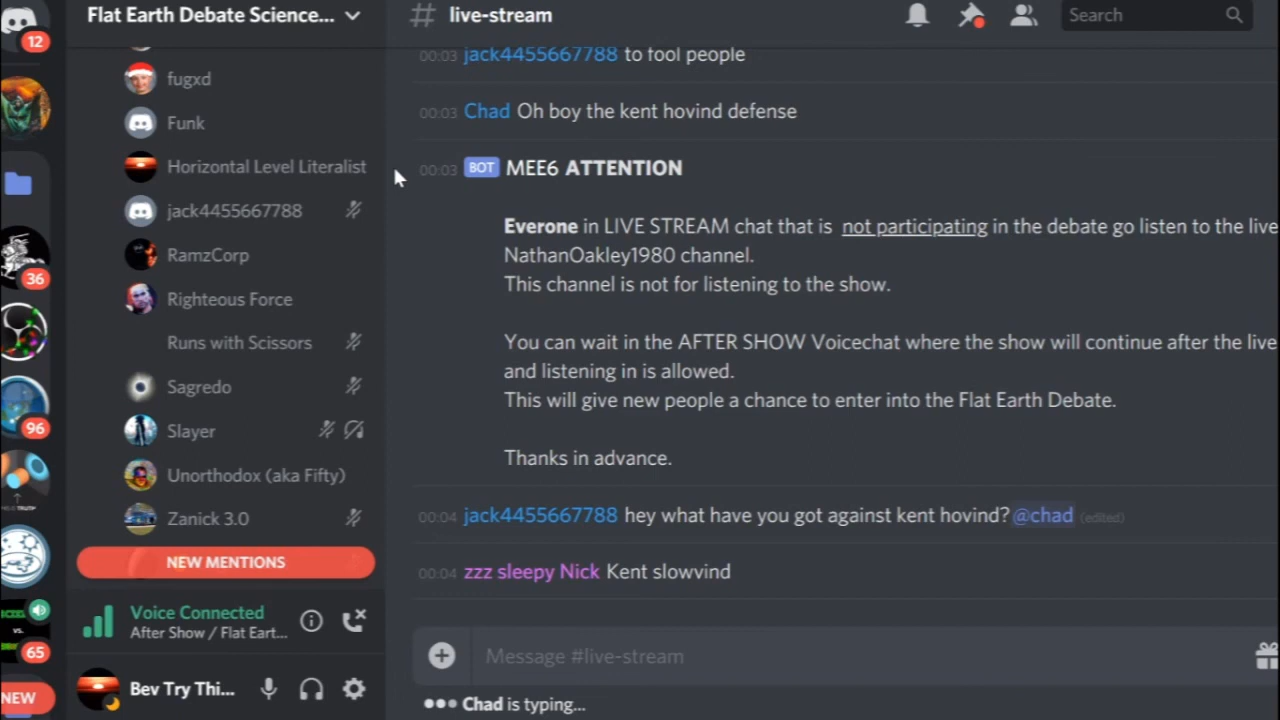 12
36
96
65
NEW
Flat Earth Debate Science...
fugxd
Funk
Horizontal Level Literalist
jack4455667788
RamzCorp
Righteous Force
Runs with Scissors
Sagredo
Slayer
Unorthodox (aka Fifty)
Zanick 3.0
NEW MENTIONS
Voice Connected
After Show / Flat Eart...
Bev Try Thi...
# live-stream
Search
00:03 jack4455667788 to fool people
00:03 Chad Oh boy the kent hovind defense
00:03 BOT MEE6 ATTENTION
Everone in LIVE STREAM chat that is not participating in the debate go listen to the live
NathanOakley1980 channel.
This channel is not for listening to the show.
You can wait in the AFTER SHOW Voicechat where the show will continue after the live
and listening in is allowed.
This will give new people a chance to enter into the Flat Earth Debate.
Thanks in advance.
00:04 jack4455667788 hey what have you got against kent hovind? @chad (edited)
00:04 zzz sleepy Nick Kent slowvind
Message #live-stream
Chad is typing...